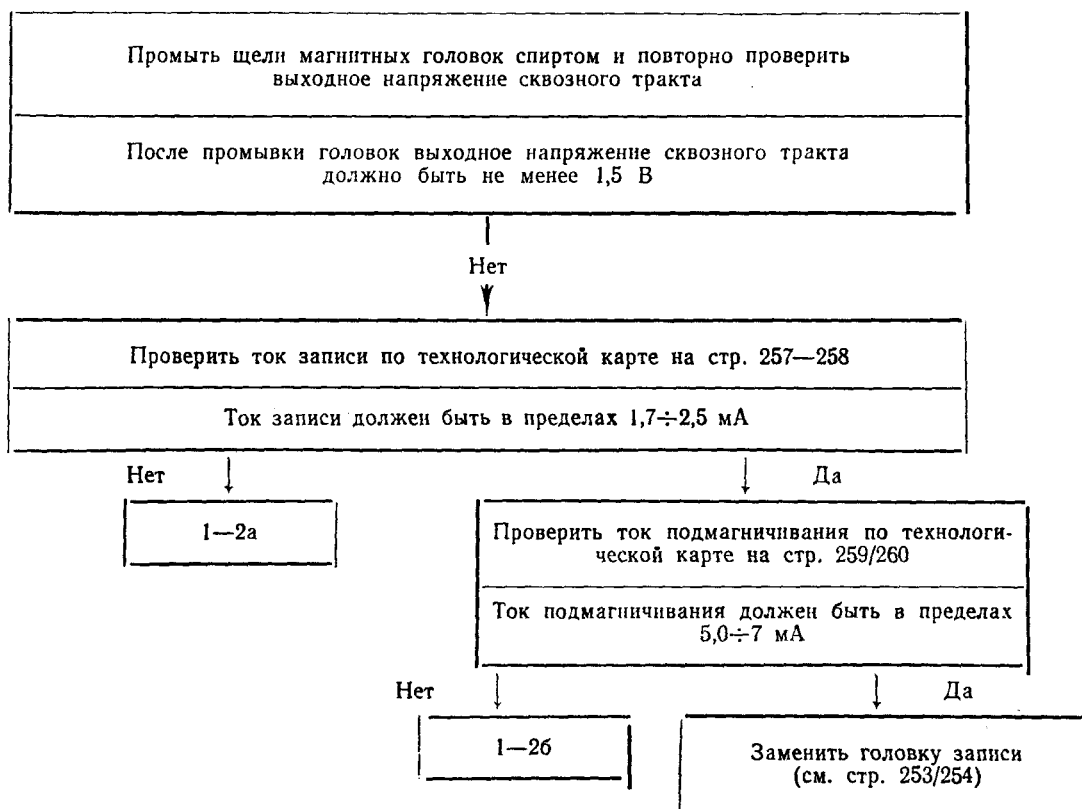 Промыть щели магнитных головок спиртом и повторно проверить
выходное напряжение сквозного тракта
После промывки головок выходное напряжение сквозного тракта
должно быть не менее 1,5 В
Нет
Проверить ток записи по технологической карте на стр. 257—258
Ток записи должен быть в пределах 1,7÷2,5 мА
Нет
Да
1—2а
Проверить ток подмагничивания по технологи-
ческой карте на стр. 259/260
Ток подмагничивания должен быть в пределах
5,0÷7 мА
Нет
Да
1—2б
Заменить головку записи
(см. стр. 253/254)